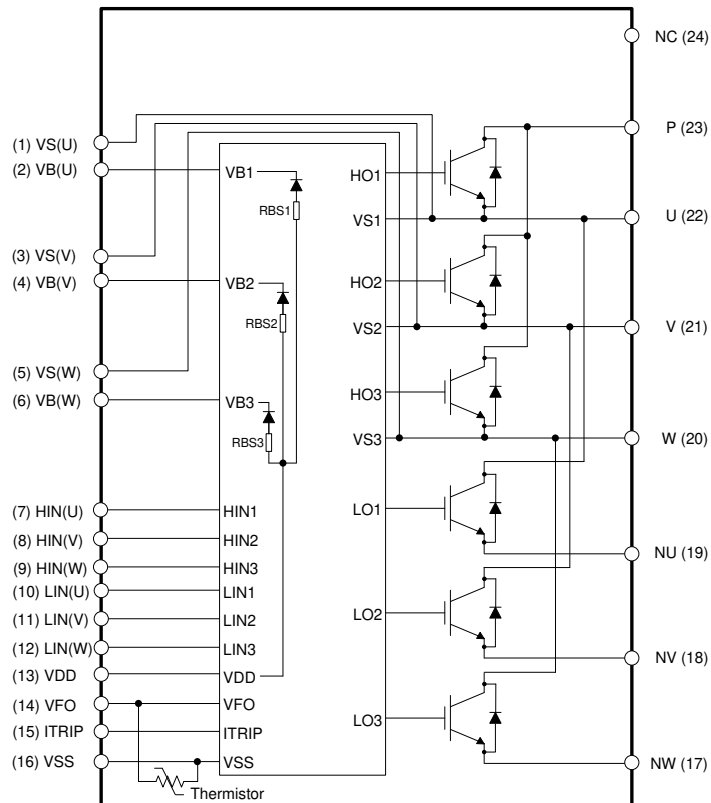 NC (24)
(1) VS(U)
(2) VB(U)
(3) VS(V)
(4) VB(V)
(5) VS(W)
(6) VB(W)
(7) HIN(U)
(8) HIN(V)
(9) HIN(W)
(10) LIN(U)
(11) LIN(V)
(12) LIN(W)
(13) VDD
(14) VFO
(15) ITRIP
(16) VSS
Thermistor
VB1
RBS1
VB2
RBS2
VB3
RBS3
HIN1
HIN2
HIN3
LIN1
LIN2
LIN3
VDD
VFO
ITRIP
VSS
HO1
VS1
HO2
VS2
HO3
VS3
LO1
LO2
LO3
P (23)
U (22)
V (21)
W (20)
NU (19)
NV (18)
NW (17)